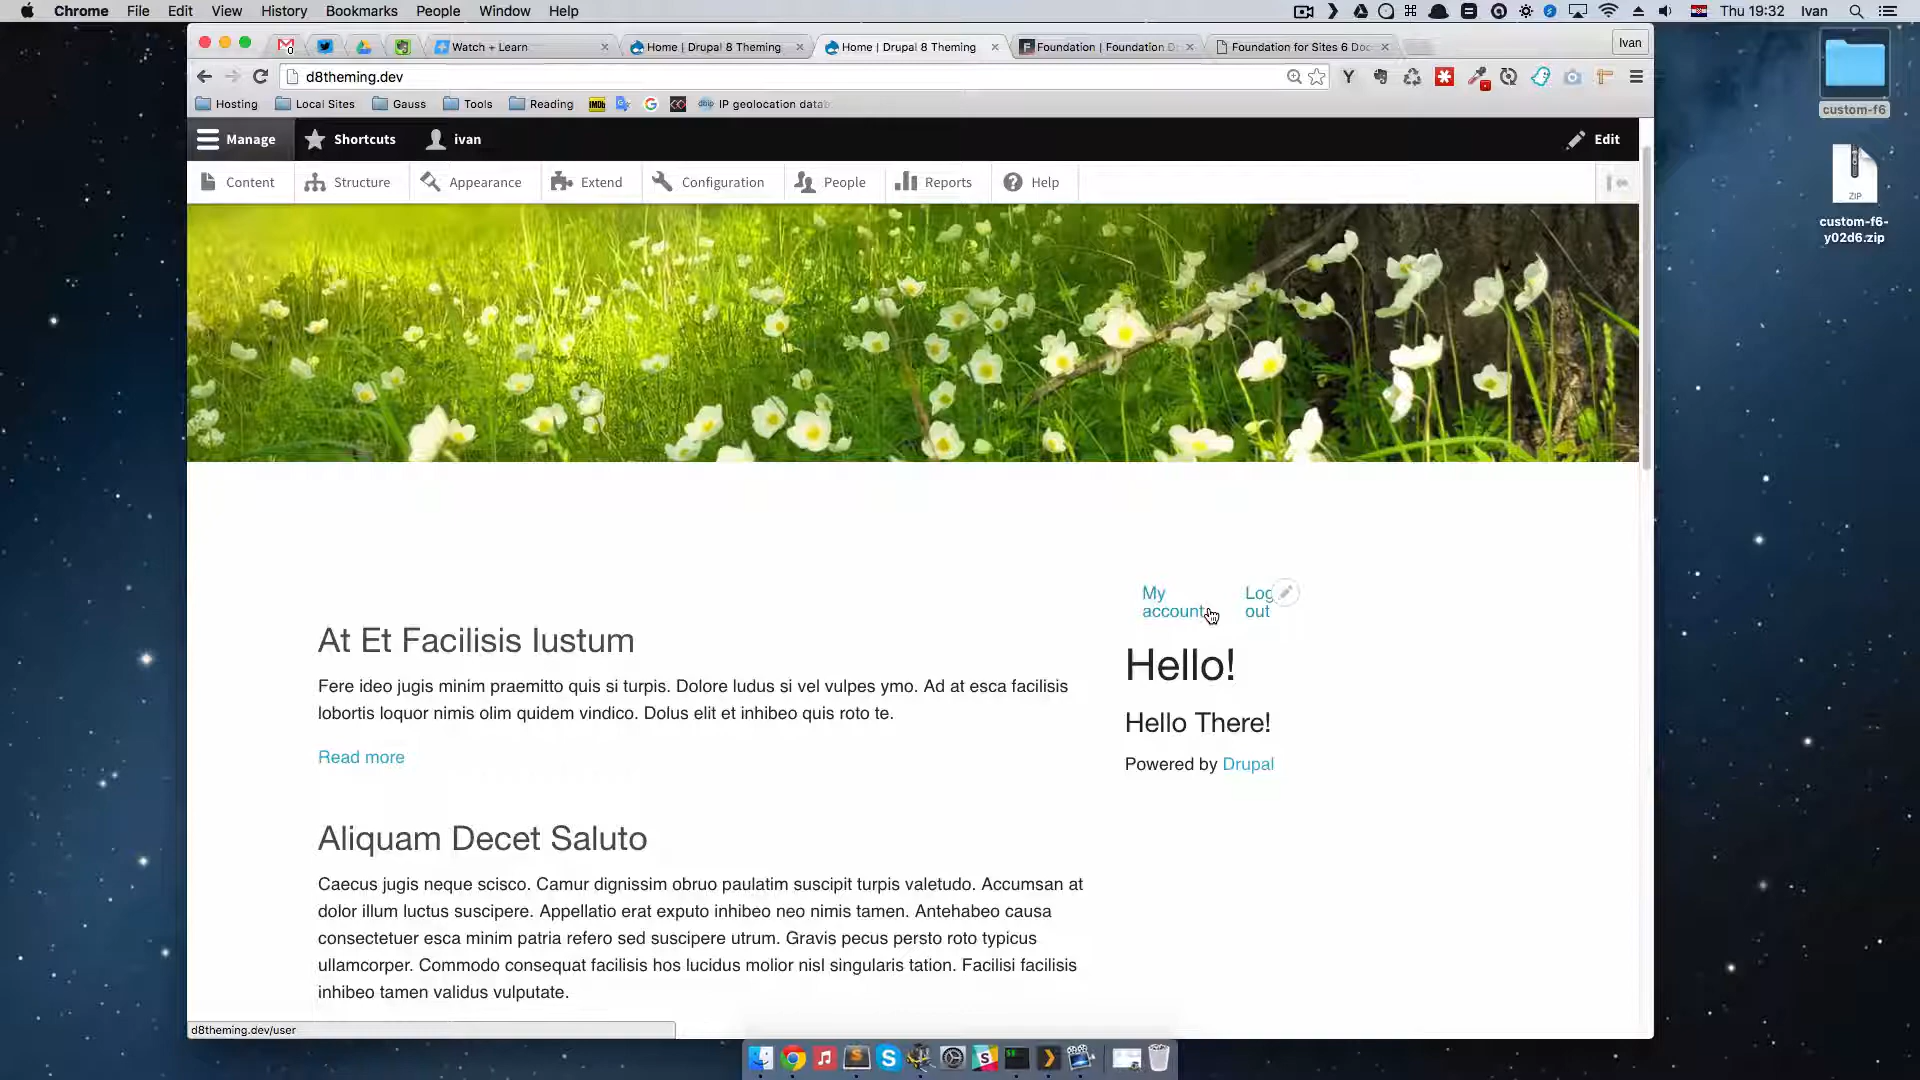 Chrome File Edit View History Bookmarks People Window Help
Thu 19:32 Ivan
Watch + Learn
Home | Drupal 8 Theming
Home | Drupal 8 Theming
Foundation | Foundation D
Foundation for Sites 6 Doc
Ivan
d8theming.dev
Hosting Local Sites Gauss Tools Reading IMDb IP geolocation datab
Manage Shortcuts ivan Edit
Content Structure Appearance Extend Configuration People Reports Help
custom-f6
ZIP
custom-f6-
y02d6.zip
My
account
Log
out
Hello!
Hello There!
Powered by Drupal
At Et Facilisis Iustum
Fere ideo jugis minim praemitto quis si turpis. Dolore ludus si vel vulpes ymo. Ad at esca facilisis
lobortis loquor nimis olim quidem vindico. Dolus elit et inhibeo quis roto te.
Read more
Aliquam Decet Saluto
Caecus jugis neque scisco. Camur dignissim obruo paulatim suscipit turpis valetudo. Accumsan at
dolor illum luctus suscipere. Appellatio erat exputo inhibeo neo nimis tamen. Antehabeo causa
consectetuer esca minim patria refero sed suscipere utrum. Gravis pecus persto roto typicus
ullamcorper. Commodo consequat facilisis hos lucidus molior nisl singularis tation. Facilisi facilisis
inhibeo tamen validus vulputate.
d8theming.dev/user